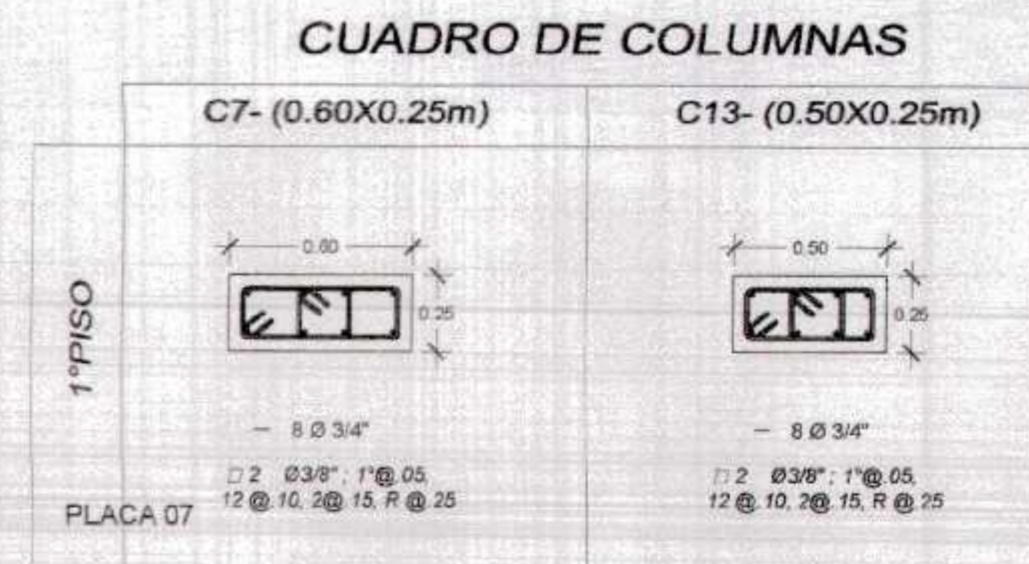 CUADRO DE COLUMNAS
C7- (0.60X0.25m)
C13- (0.50X0.25m)
1°PISO
0.60
0.25
0.50
0.25
8 Ø 3/4"
8 Ø 3/4"
□ 2 Ø3/8" : 1°@.05,
12 @.10, 2@.15, R @.25
□ 2 Ø3/8" : 1°@.05,
12 @.10, 2@.15, R @.25
PLACA 07